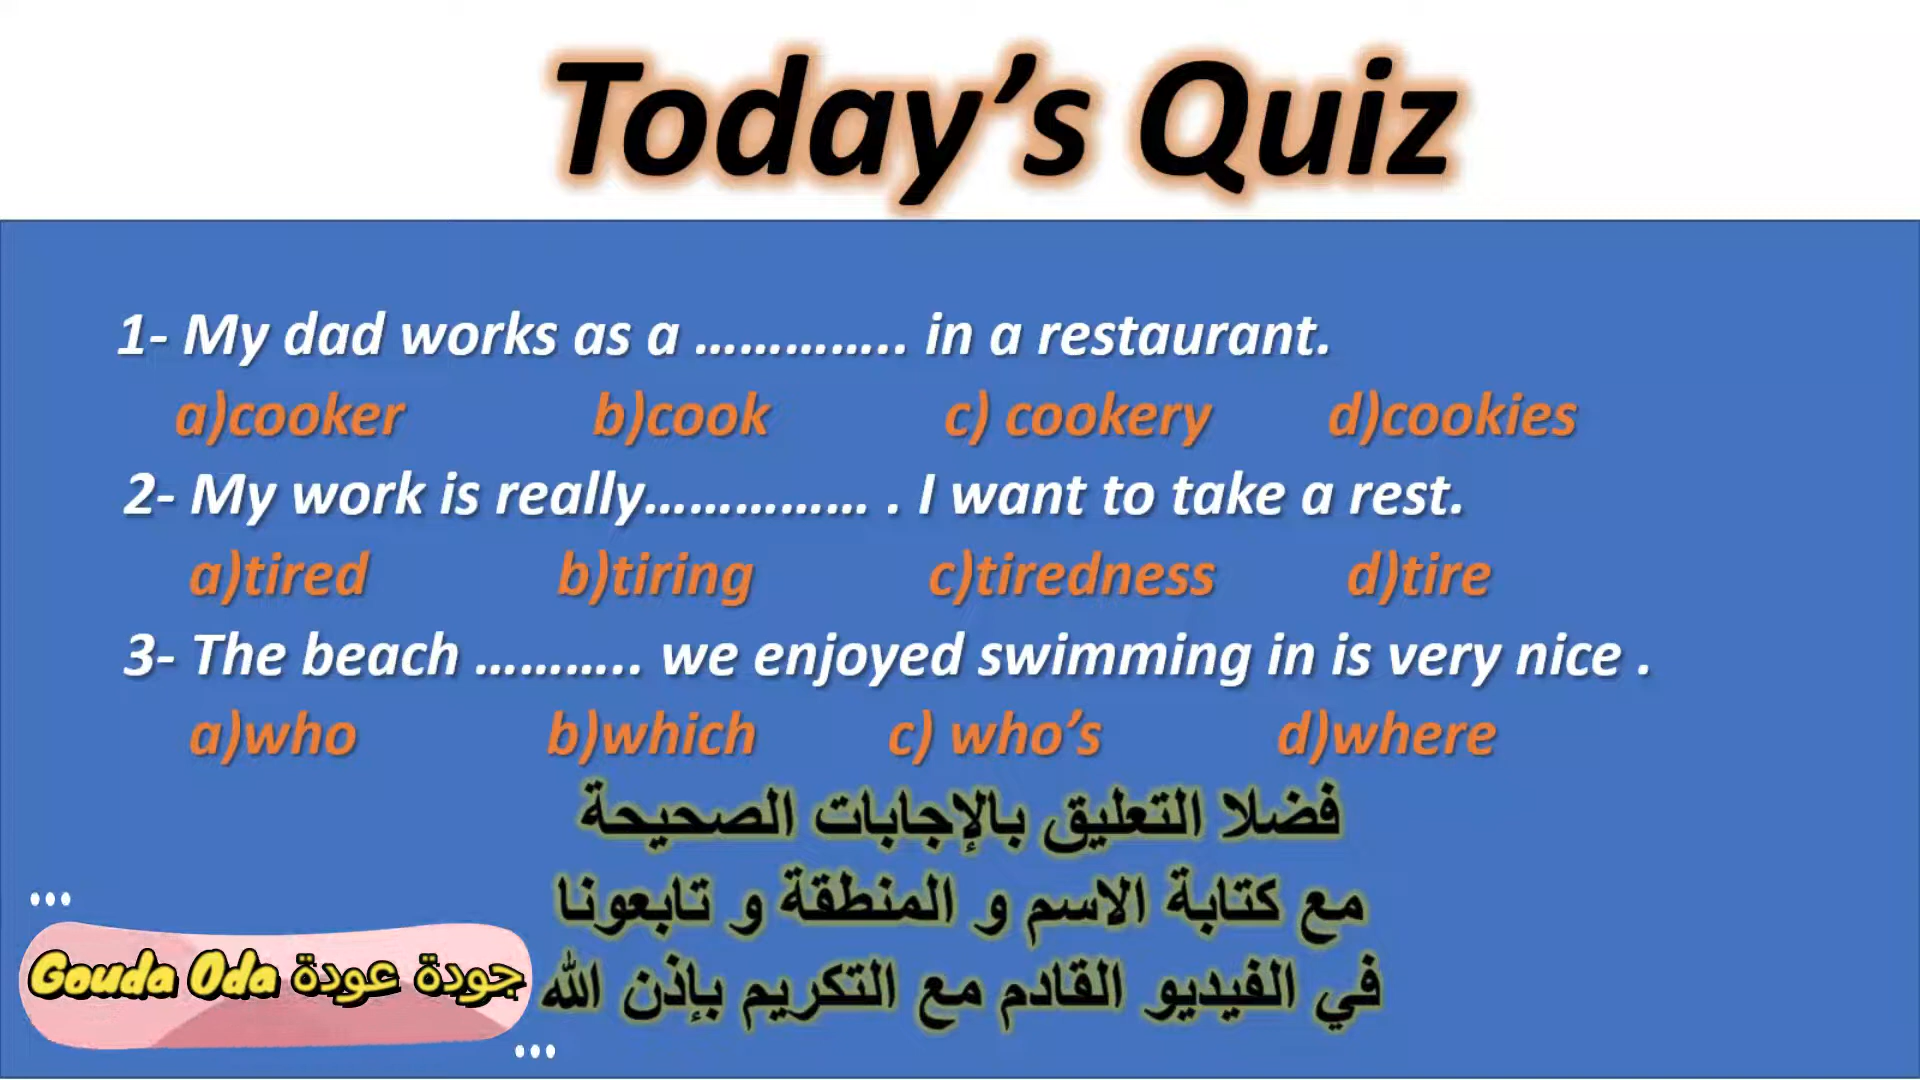 Today’s Quiz
1- My dad works as a ………….. in a restaurant.
a)cooker b)cook c) cookery d)cookies
2- My work is really…………… . I want to take a rest.
a)tired b)tiring c)tiredness d)tire
3- The beach ……….. we enjoyed swimming in is very nice .
a)who b)which c) who’s d)where
فضلا التعليق بالإجابات الصحيحة
مع كتابة الاسم و المنطقة و تابعونا
في الفيديو القادم مع التكريم بإذن الله
Gouda Oda جودة عودة